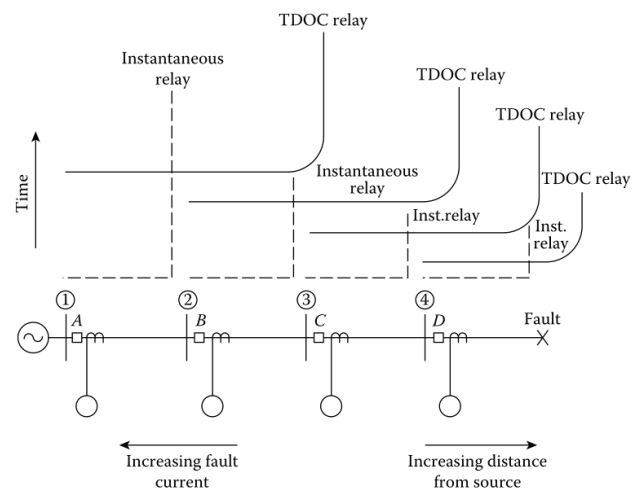 TDOC relay
Instantaneous
relay
TDOC relay
TDOC relay
Instantaneous
relay
TDOC relay
Inst.relay
Inst.
relay
Time
1
2
3
4
A
B
C
D
Fault
Increasing fault
current
Increasing distance
from source